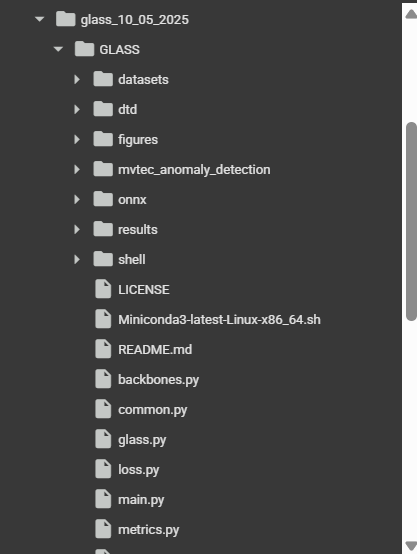 glass_10_05_2025
GLASS
datasets
dtd
figures
mvtec_anomaly_detection
onnx
results
shell
LICENSE
Miniconda3-latest-Linux-x86_64.sh
README.md
backbones.py
common.py
glass.py
loss.py
main.py
metrics.py